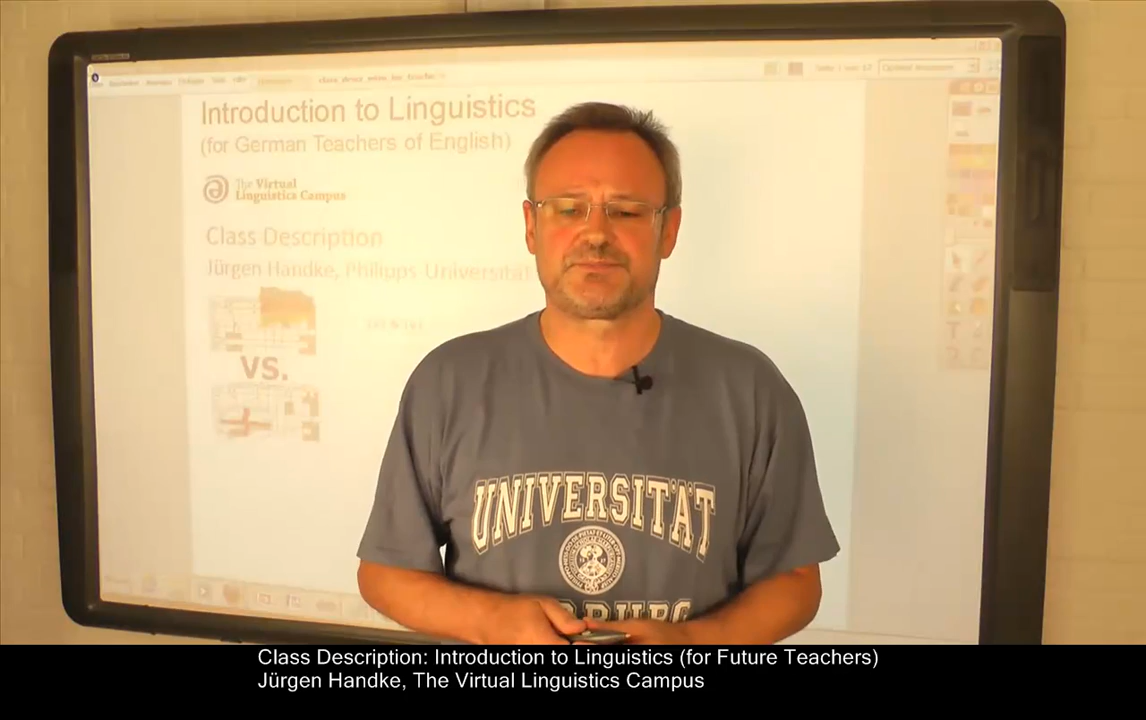 Introduction to Linguistics
(for German Teachers of English)
The Virtual
Linguistics Campus
Class Description
Jürgen Handke, Philipps Universität
VS.
UNIVERSITÄT
Class Description: Introduction to Linguistics (for Future Teachers)
Jürgen Handke, The Virtual Linguistics Campus